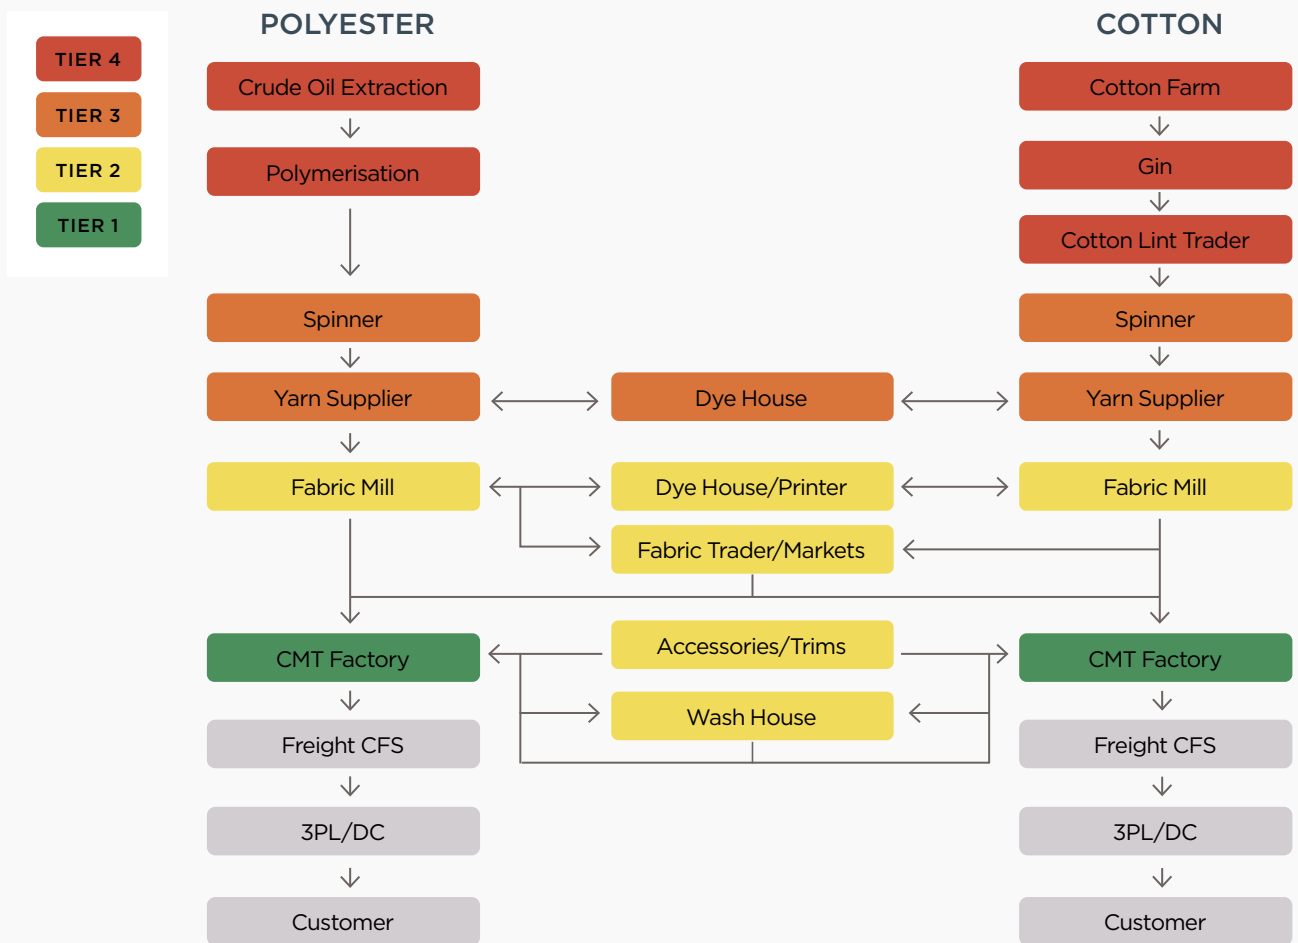 POLYESTER
COTTON
TIER 4
TIER 3
TIER 2
TIER 1
Crude Oil Extraction
Cotton Farm
Polymerisation
Gin
Cotton Lint Trader
Spinner
Spinner
Yarn Supplier
Dye House
Yarn Supplier
Fabric Mill
Dye House/Printer
Fabric Mill
Fabric Trader/Markets
CMT Factory
Accessories/Trims
CMT Factory
Wash House
Freight CFS
Freight CFS
3PL/DC
3PL/DC
Customer
Customer